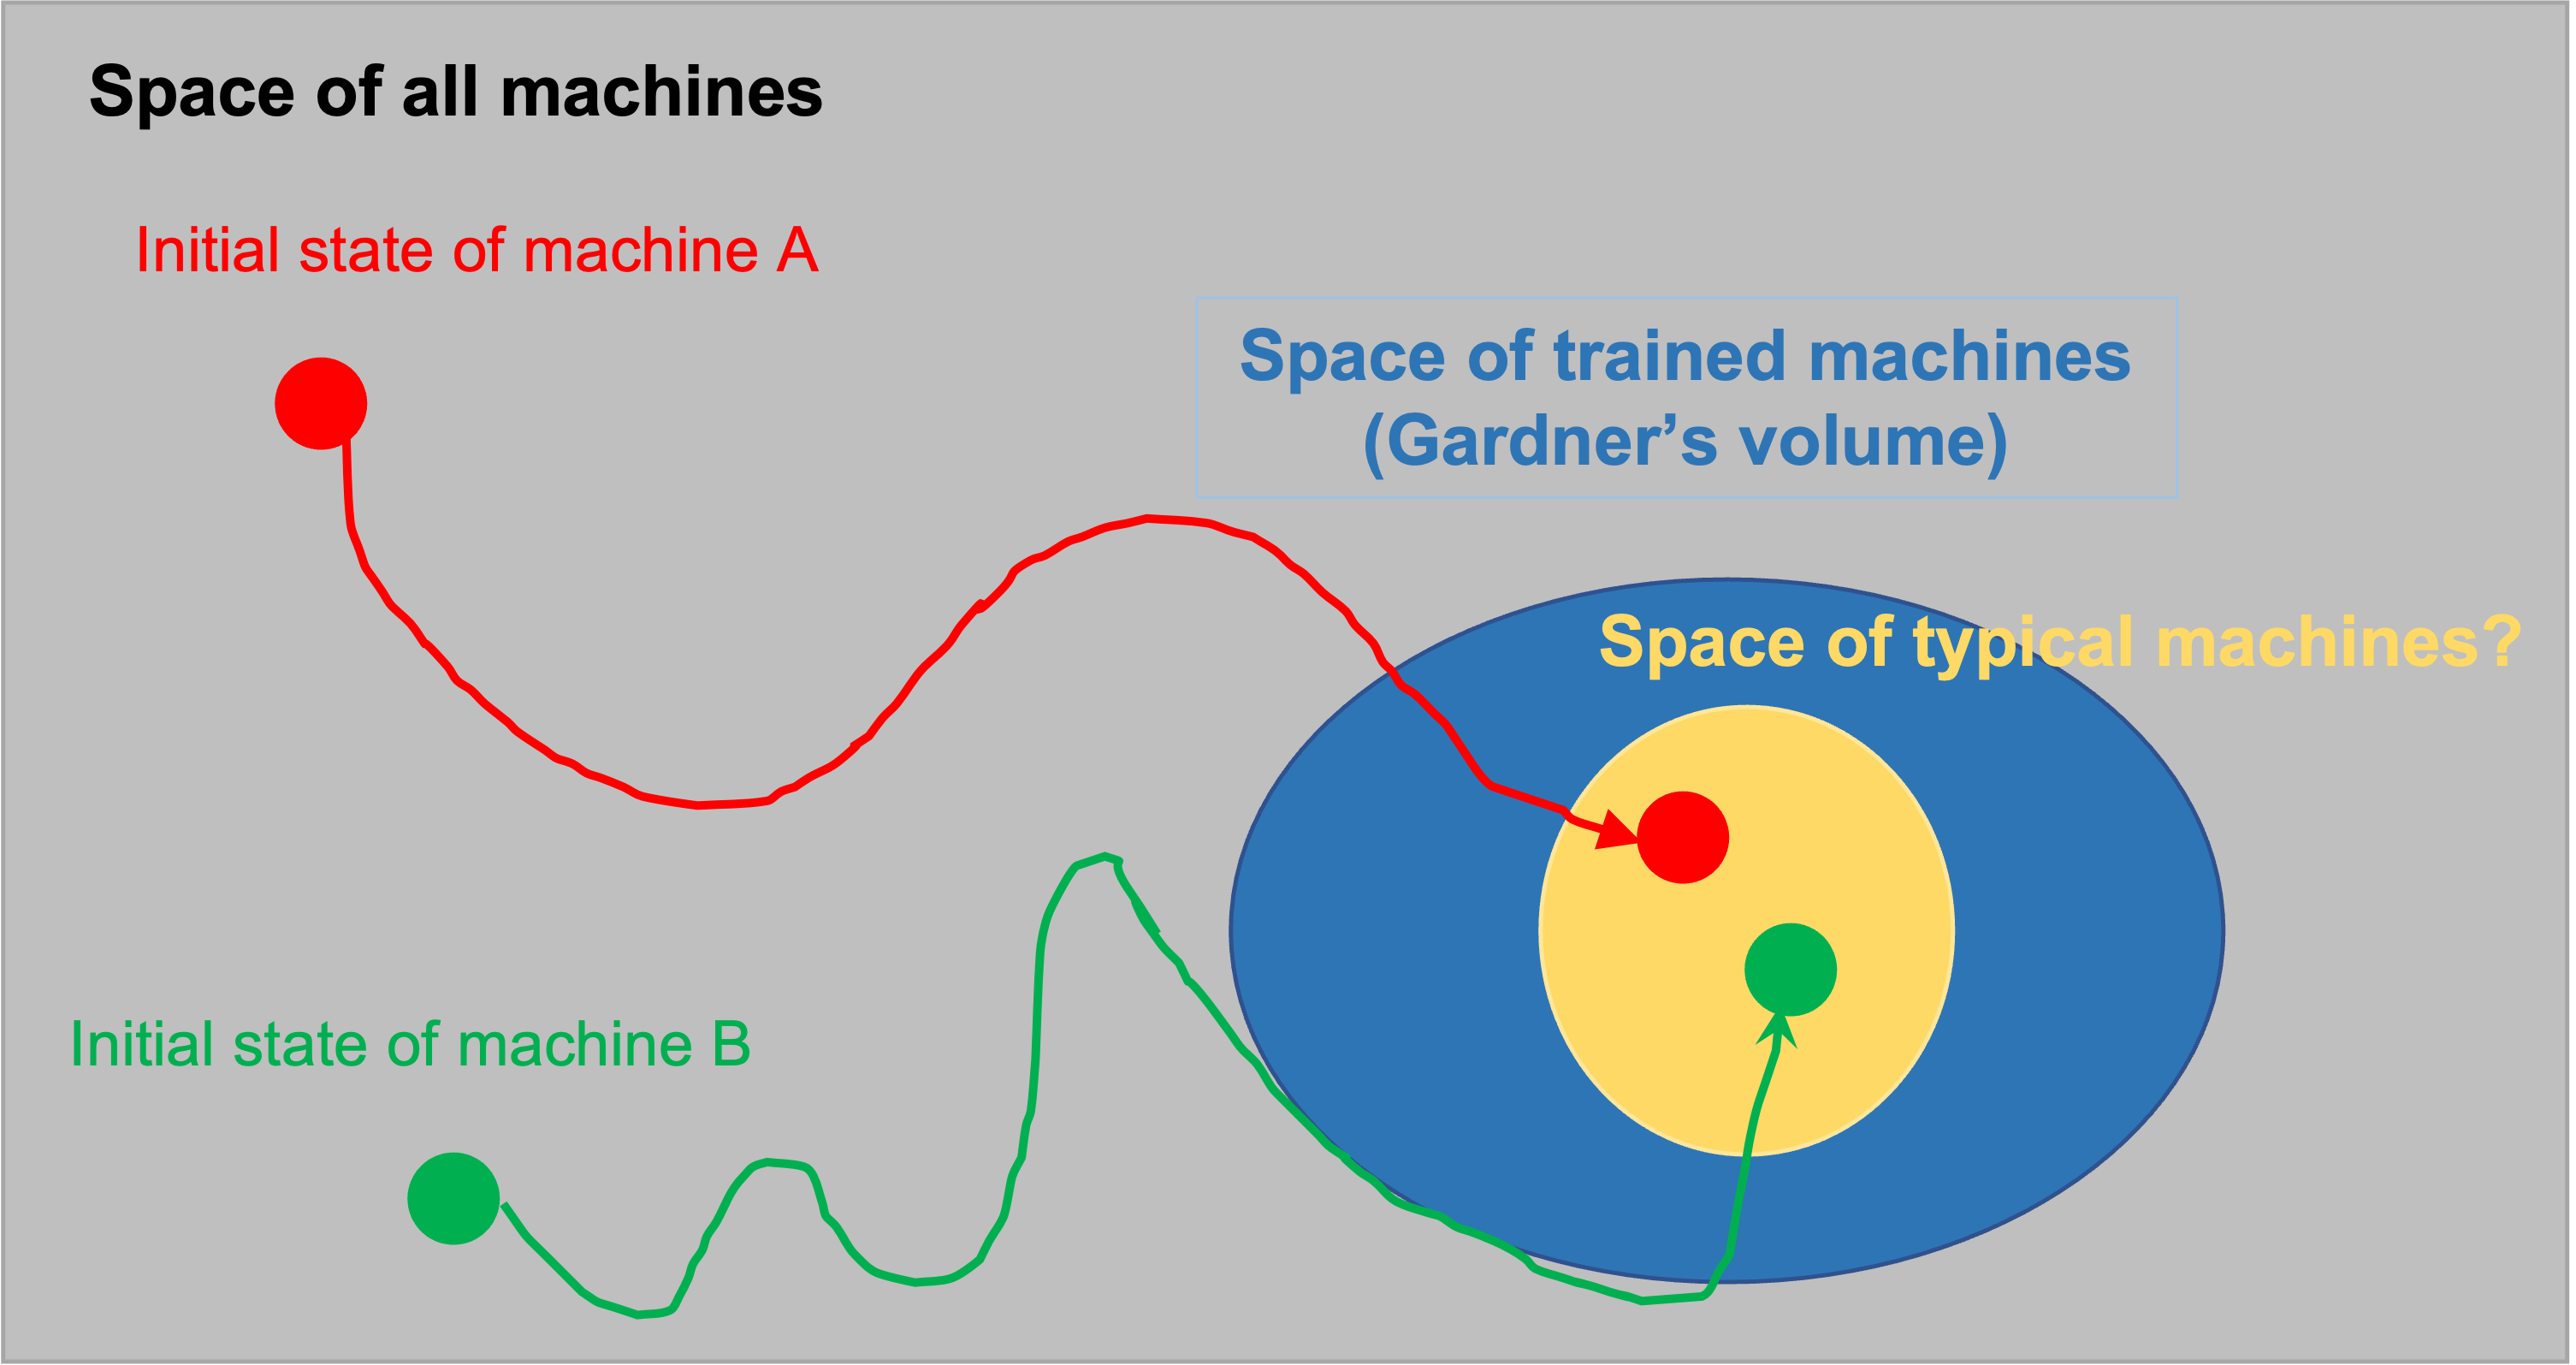 Space of all machines
Initial state of machine A
Space of trained machines
(Gardner’s volume)
Space of typical machines?
Initial state of machine B